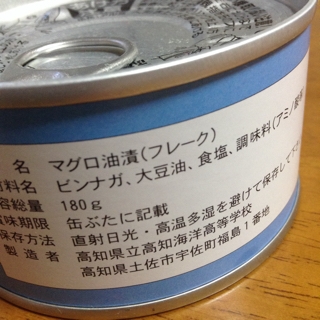 名 マグロ油漬(フレーク)
料名 ビンナガ、大豆油、食塩、調味料(アミノ酸
容総量 180g
味期限 缶ぶたに記載
保存方法 直射日光・高温多湿を避けて保存して下
製造者 高知県立高知海洋高等学校
高知県土佐市宇佐町福島1番地